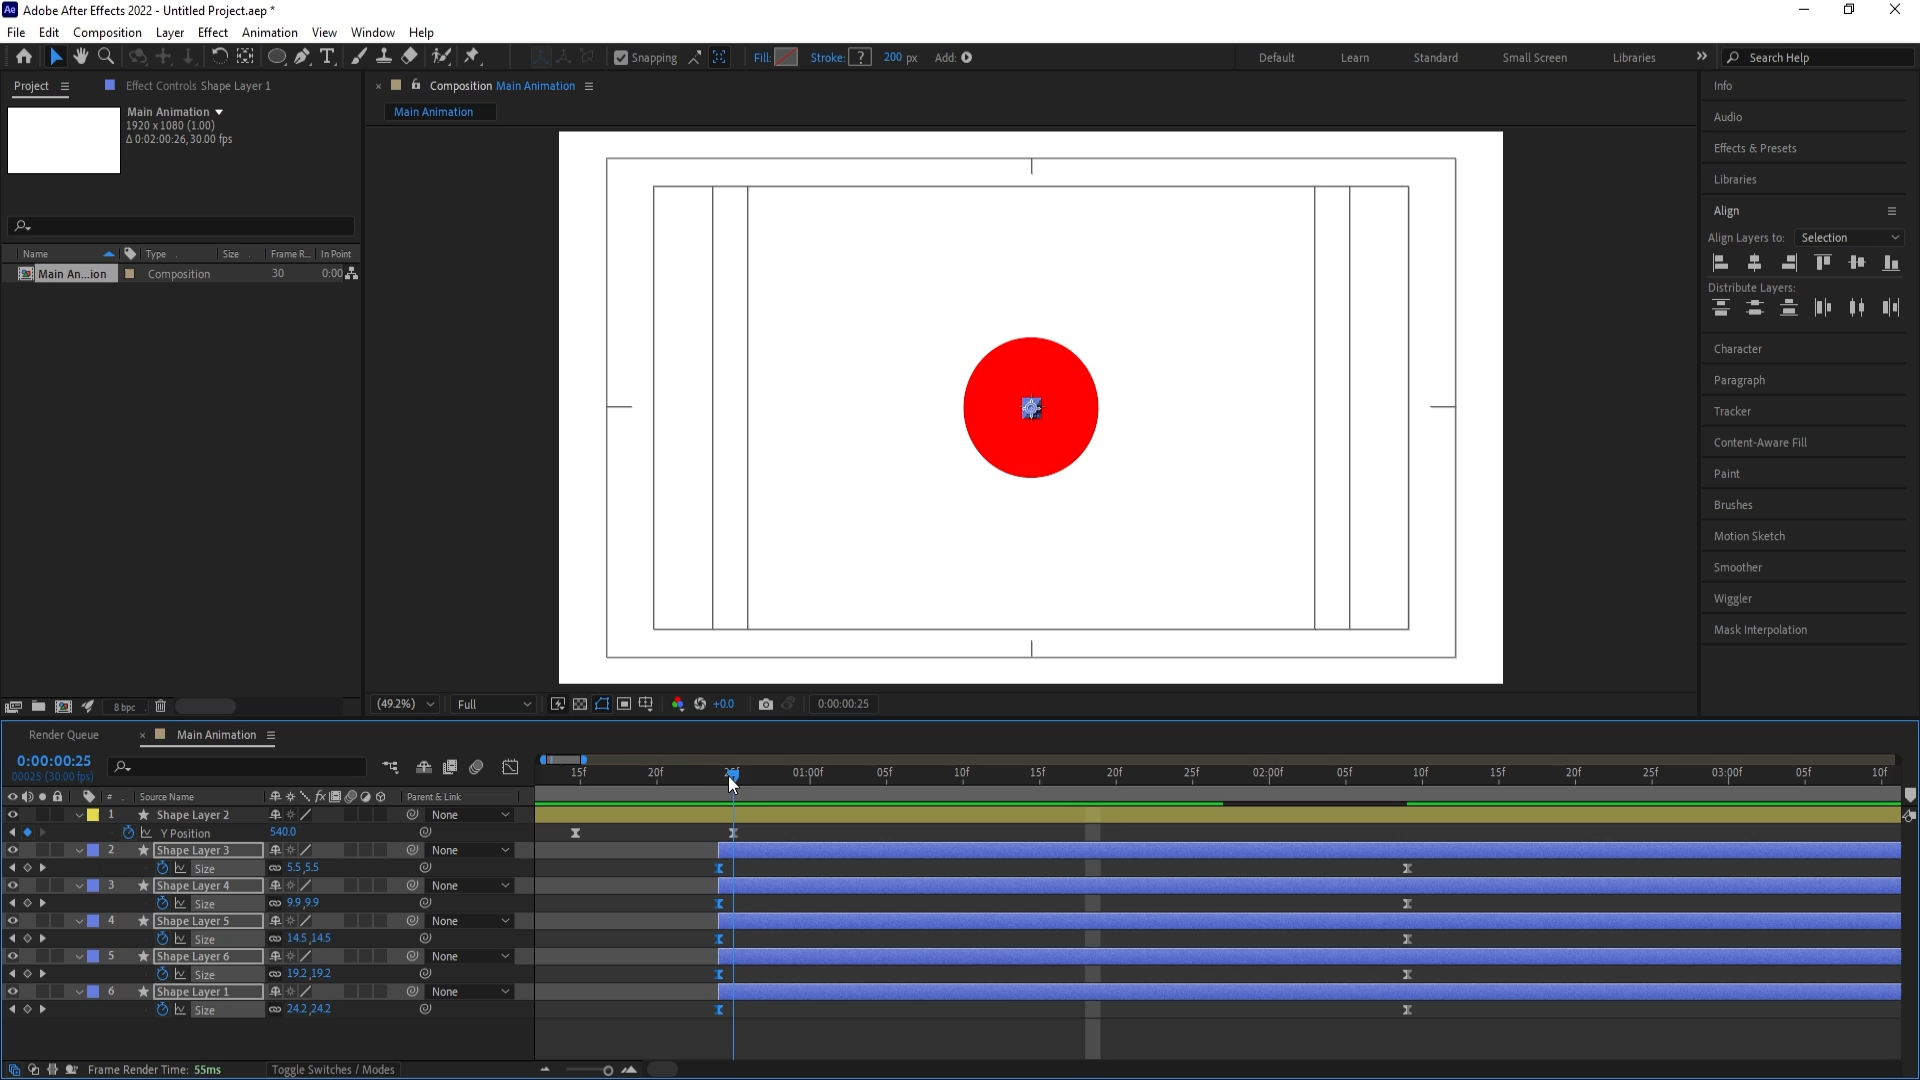 Adobe After Effects 2022 - Untitled Project.aep *
File Edit Composition Layer Effect Animation View Window Help
Snapping Fill: Stroke: ? 200 px Add: Default Learn Standard Small Screen Libraries Search Help
Project Effect Controls Shape Layer 1
Composition Main Animation
Main Animation
Main Animation
1920 x 1080 (1.00)
Δ 0:02:00:26, 30.00 fps
Name Type Size Frame R... In Point
Main An...ion Composition 30 0:00
Info
Audio
Effects & Presets
Libraries
Align
Align Layers to: Selection
Distribute Layers:
Character
Paragraph
Tracker
Content-Aware Fill
Paint
Brushes
Motion Sketch
Smoother
Wiggler
Mask Interpolation
8 bpc
(49.2%) Full +0.0 0:00:00:25
Render Queue Main Animation
0:00:00:25
00025 (30.00 fps)
15f 20f 01:00f 05f 10f 15f 20f 25f 02:00f 05f 10f 15f 20f 25f 03:00f 05f 10f
# Source Name fx Parent & Link
1 Shape Layer 2 None
Y Position 540.0
2 Shape Layer 3 None
Size 5.5,5.5
3 Shape Layer 4 None
Size 9.9,9.9
4 Shape Layer 5 None
Size 14.5,14.5
5 Shape Layer 6 None
Size 19.2,19.2
6 Shape Layer 1 None
Size 24.2,24.2
Frame Render Time: 55ms Toggle Switches / Modes